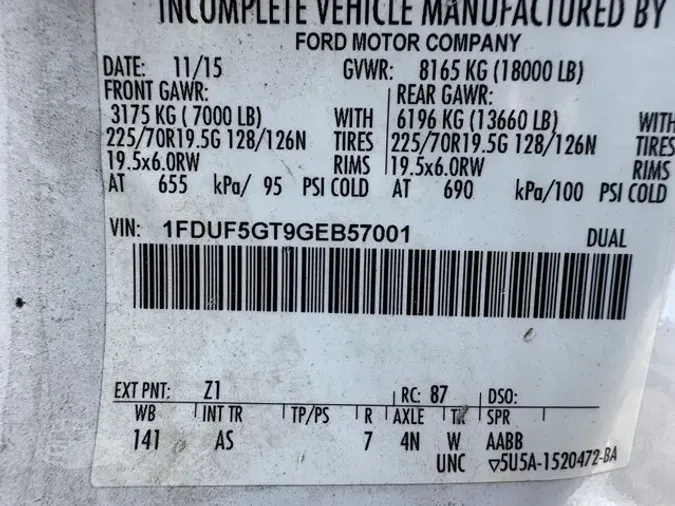 INCOMPLETE VEHICLE MANUFACTURED BY
FORD MOTOR COMPANY
DATE: 11/15 GVWR: 8165 KG (18000 LB)
FRONT GAWR: REAR GAWR:
3175 KG ( 7000 LB) WITH 6196 KG (13660 LB) WITH
225/70R19.5G 128/126N TIRES 225/70R19.5G 128/126N TIRES
19.5x6.0RW RIMS 19.5x6.0RW RIMS
AT 655 kPa/ 95 PSI COLD AT 690 kPa/100 PSI COLD
VIN: 1FDUF5GT9GEB57001 DUAL
EXT PNT: Z1 RC: 87 DSO:
WB INT TR TP/PS R AXLE TR SPR
141 AS 7 4N W AABB
UNC ▽5U5A-1520472-BA